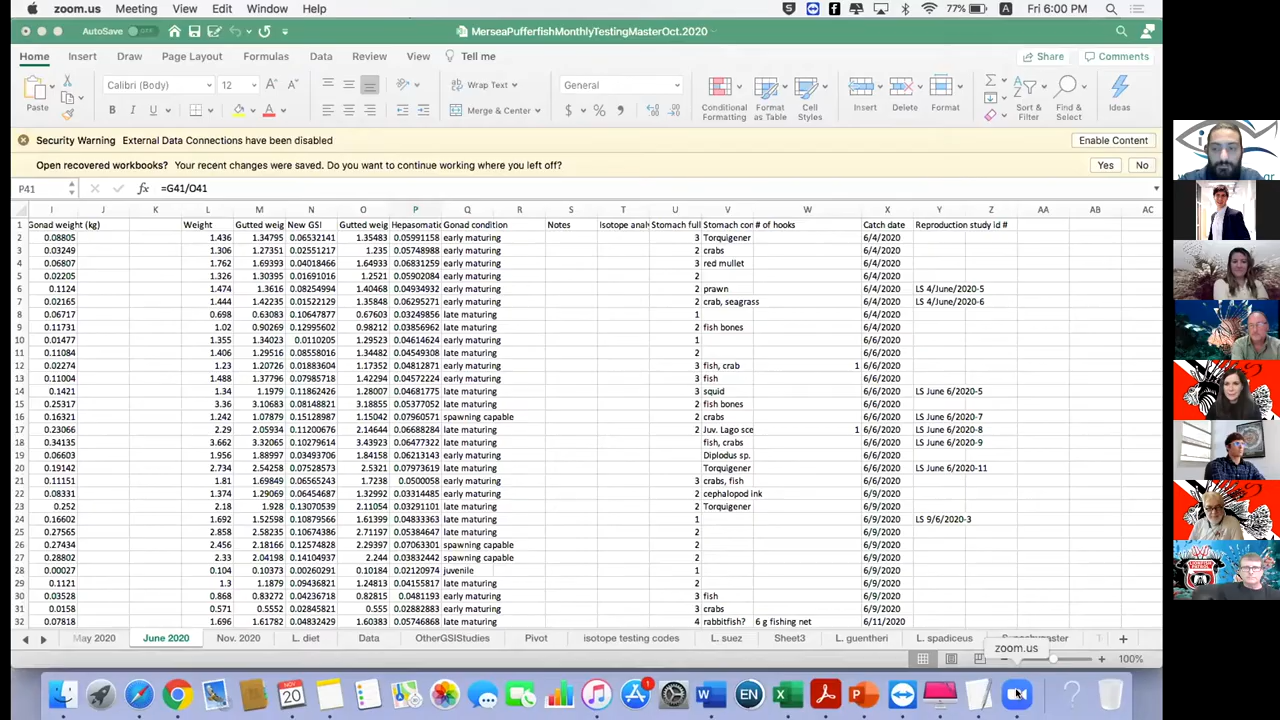 zoom.us Meeting View Edit Window Help 77% Fri 6:00 PM
AutoSave OFF MerseaPufferfishMonthlyTestingMasterOct.2020
Home Insert Draw Page Layout Formulas Data Review View Tell me Share Comments
Calibri (Body) 12 Wrap Text General
Paste Merge & Center Conditional Formatting Format as Table Cell Styles Insert Delete Format Sort & Filter Find & Select Ideas
Security Warning External Data Connections have been disabled Enable Content
Open recovered workbooks? Your recent changes were saved. Do you want to continue working where you left off? Yes No
P41 fx =G41/O41
I J K L M N O P Q R S T U V W X Y Z AA AB AC
1 Gonad weight (kg) Weight Gutted weig New GSI Gutted weig Hepasomatic Gonad condition Notes Isotope anal Stomach full Stomach con # of hooks Catch date Reproduction study Id #
2 0.08805 1.436 1.34795 0.06532141 1.35483 0.05991158 early maturing 3 Torquigener 6/4/2020
3 0.03249 1.306 1.27351 0.02551217 1.235 0.05748988 early maturing 2 crabs 6/4/2020
4 0.06807 1.762 1.69393 0.04018466 1.64933 0.06831259 early maturing 3 red mullet 6/4/2020
5 0.02205 1.326 1.30395 0.01691016 1.2521 0.05902084 early maturing 2 6/4/2020
6 0.1124 1.474 1.3616 0.08254994 1.40468 0.04934932 early maturing 2 prawn 6/4/2020 LS 4/June/2020-5
7 0.02165 1.444 1.42235 0.01522129 1.35848 0.06295271 early maturing 2 crab, seagrass 6/4/2020 LS 4/June/2020-6
8 0.06717 0.698 0.63083 0.10647877 0.67603 0.03249856 late maturing 1 6/4/2020
9 0.11731 1.02 0.90269 0.12995602 0.98212 0.03856962 late maturing 2 fish bones 6/4/2020
10 0.01477 1.355 1.34023 0.0110205 1.29523 0.04614624 early maturing 1 6/6/2020
11 0.11084 1.406 1.29516 0.08558016 1.34482 0.04549308 late maturing 2 6/6/2020
12 0.02274 1.23 1.20726 0.01883604 1.17352 0.04812871 early maturing 3 fish, crab 1 6/6/2020
13 0.11004 1.488 1.37796 0.07985718 1.42294 0.04572224 early maturing 3 fish 6/6/2020
14 0.1421 1.34 1.1979 0.11862426 1.28007 0.04681775 late maturing 3 squid 6/6/2020 LS June 6/2020-5
15 0.25317 3.36 3.10683 0.08148821 3.18855 0.05377052 late maturing 2 fish bones 6/6/2020
16 0.16321 1.242 1.07879 0.15128987 1.15042 0.07960571 spawning capable 2 crabs 6/6/2020 LS June 6/2020-7
17 0.23066 2.29 2.05934 0.11200676 2.14644 0.06688284 late maturing 2 Juv. Lago sce 1 6/6/2020 LS June 6/2020-8
18 0.34135 3.662 3.32065 0.10279614 3.43923 0.06477322 late maturing fish, crabs 6/6/2020 LS June 6/2020-9
19 0.06603 1.956 1.88997 0.03493706 1.84158 0.06213143 early maturing Diplodus sp. 6/6/2020
20 0.19142 2.734 2.54258 0.07528573 2.5321 0.07973619 late maturing Torquigener 6/6/2020 LS June 6/2020-11
21 0.11151 1.81 1.69849 0.06565243 1.7238 0.0500058 early maturing 3 crabs, fish 6/6/2020
22 0.08331 1.374 1.29069 0.06454687 1.32992 0.03314485 early maturing 2 cephalopod ink 6/9/2020
23 0.252 2.18 1.928 0.13070539 2.11054 0.03291101 late maturing 2 Torquigener 6/9/2020
24 0.16602 1.692 1.52598 0.10879566 1.61399 0.04833363 late maturing 1 6/9/2020 LS 9/6/2020-3
25 0.27565 2.858 2.58235 0.10674386 2.71197 0.05384647 late maturing 2 6/9/2020
26 0.27434 2.456 2.18166 0.12574828 2.29397 0.07063301 spawning capable 2 6/9/2020
27 0.28802 2.33 2.04198 0.14104937 2.244 0.03832442 spawning capable 2 6/9/2020
28 0.00027 0.104 0.10373 0.00260291 0.10184 0.02120974 juvenile 1 6/9/2020
29 0.1121 1.3 1.1879 0.09436821 1.24813 0.04155817 late maturing 2 6/9/2020
30 0.03528 0.868 0.83272 0.04236718 0.82815 0.0481193 early maturing 3 fish 6/9/2020
31 0.0158 0.571 0.5552 0.02845821 0.555 0.02882883 early maturing 3 crabs 6/9/2020
32 0.07818 1.696 1.61782 0.04832429 1.60383 0.05746868 late maturing 4 rabbitfish? 6 g fishing net 6/11/2020
May 2020 June 2020 Nov. 2020 L. diet Data OtherGSIStudies Pivot isotope testing codes L. suez Sheet3 L. guentheri L. spadiceus
zoom.us
100%
NOV 20 EN 1